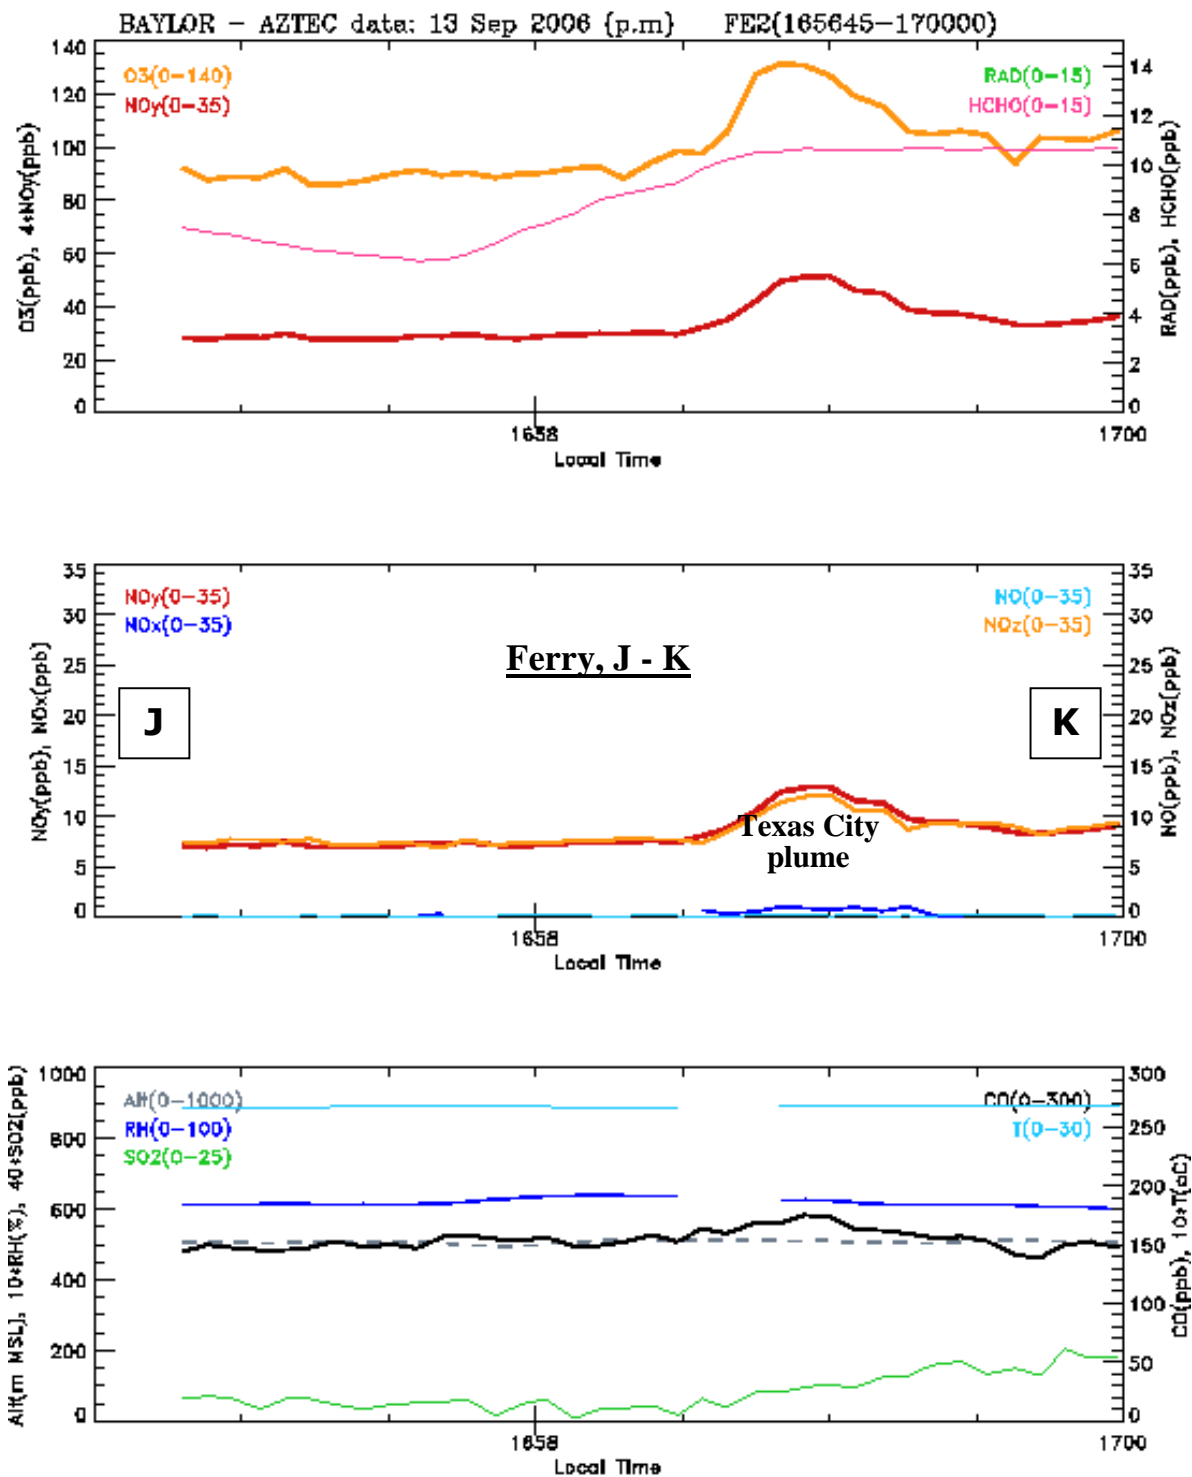 BAYLOR - AZTEC data: 13 Sep 2006 (p.m) FE2(165645-170000)
O3(0-140) RAD(0-15)
NOy(0-35) HCHO(0-15)
140
120
100
80
60
40
20
0
O3(ppb), 4*NOy(ppb)
14
12
10
8
6
4
2
0
RAD(ppb), HCHO(ppb)
1658 1700
Local Time
NOy(0-35) NO(0-35)
NOx(0-35) NOz(0-35)
Ferry, J - K
J K
Texas City
plume
35
30
25
20
15
10
5
0
NOy(ppb), NOx(ppb)
35
30
25
20
15
10
5
0
NO(ppb), NOz(ppb)
1658 1700
Local Time
Alt(0-1000) CO(0-300)
RH(0-100) T(0-30)
SO2(0-25)
1000
800
600
400
200
0
Alt(m MSL), 10*RH(%), 40*SO2(ppb)
300
250
200
150
100
50
0
CO(ppb), 10*T(oC)
1658 1700
Local Time